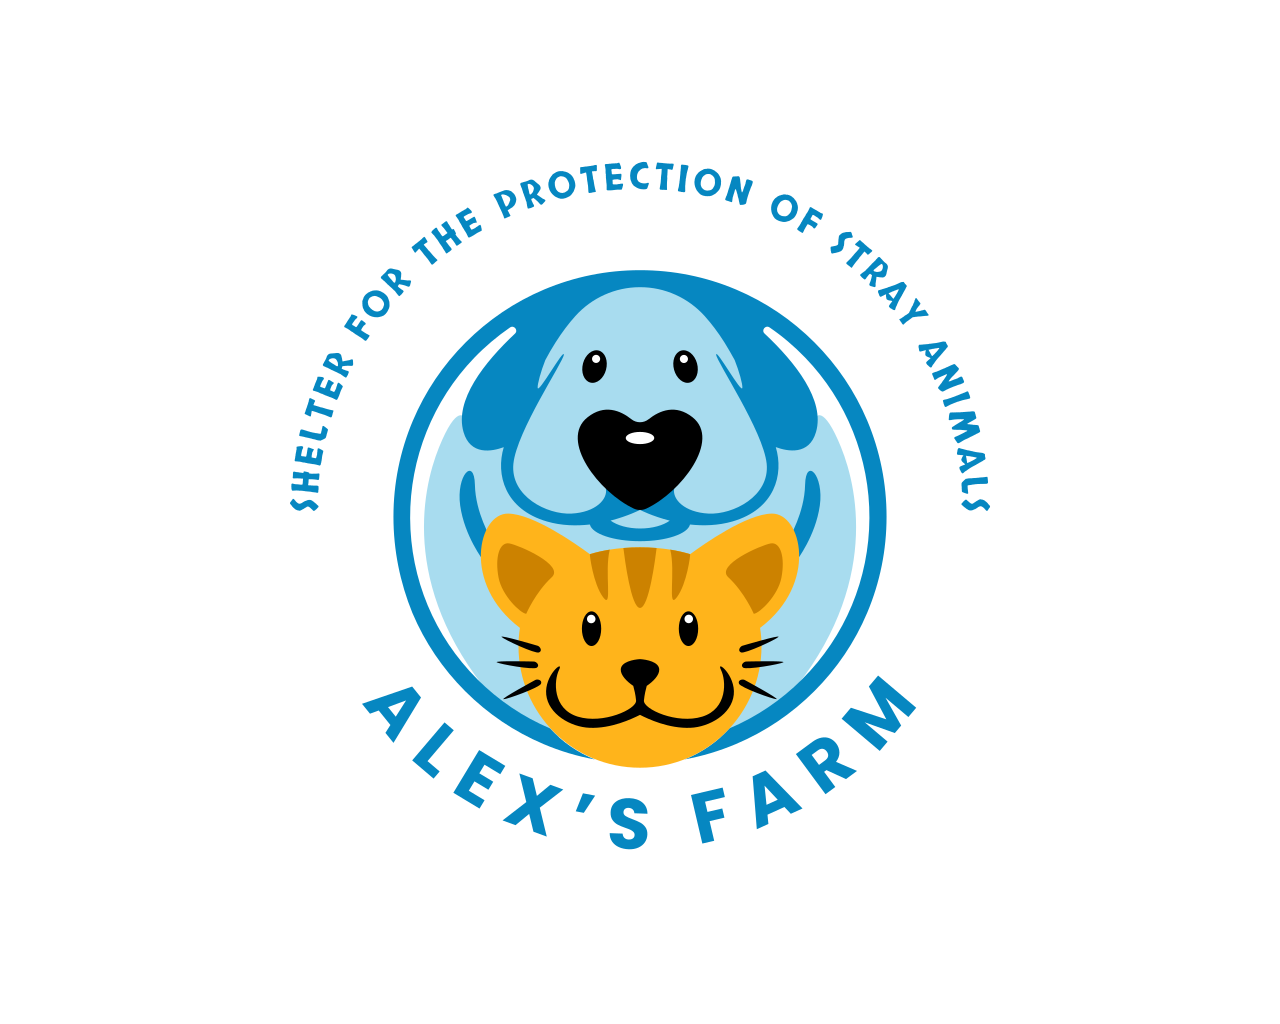 SHELTER FOR THE PROTECTION OF STRAY ANIMALS
ALEX'S FARM